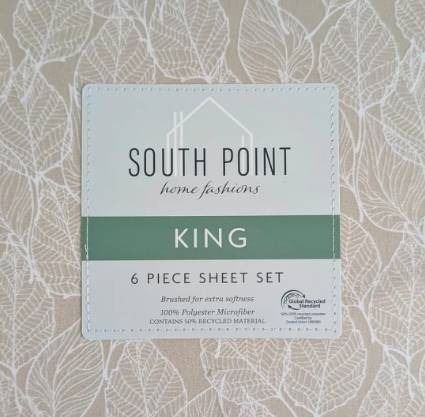 SOUTH POINT
home fashions
KING
6 PIECE SHEET SET
Brushed for extra softness
100% Polyester Microfiber
CONTAINS 50% RECYCLED MATERIAL
Global Recycled
Standard